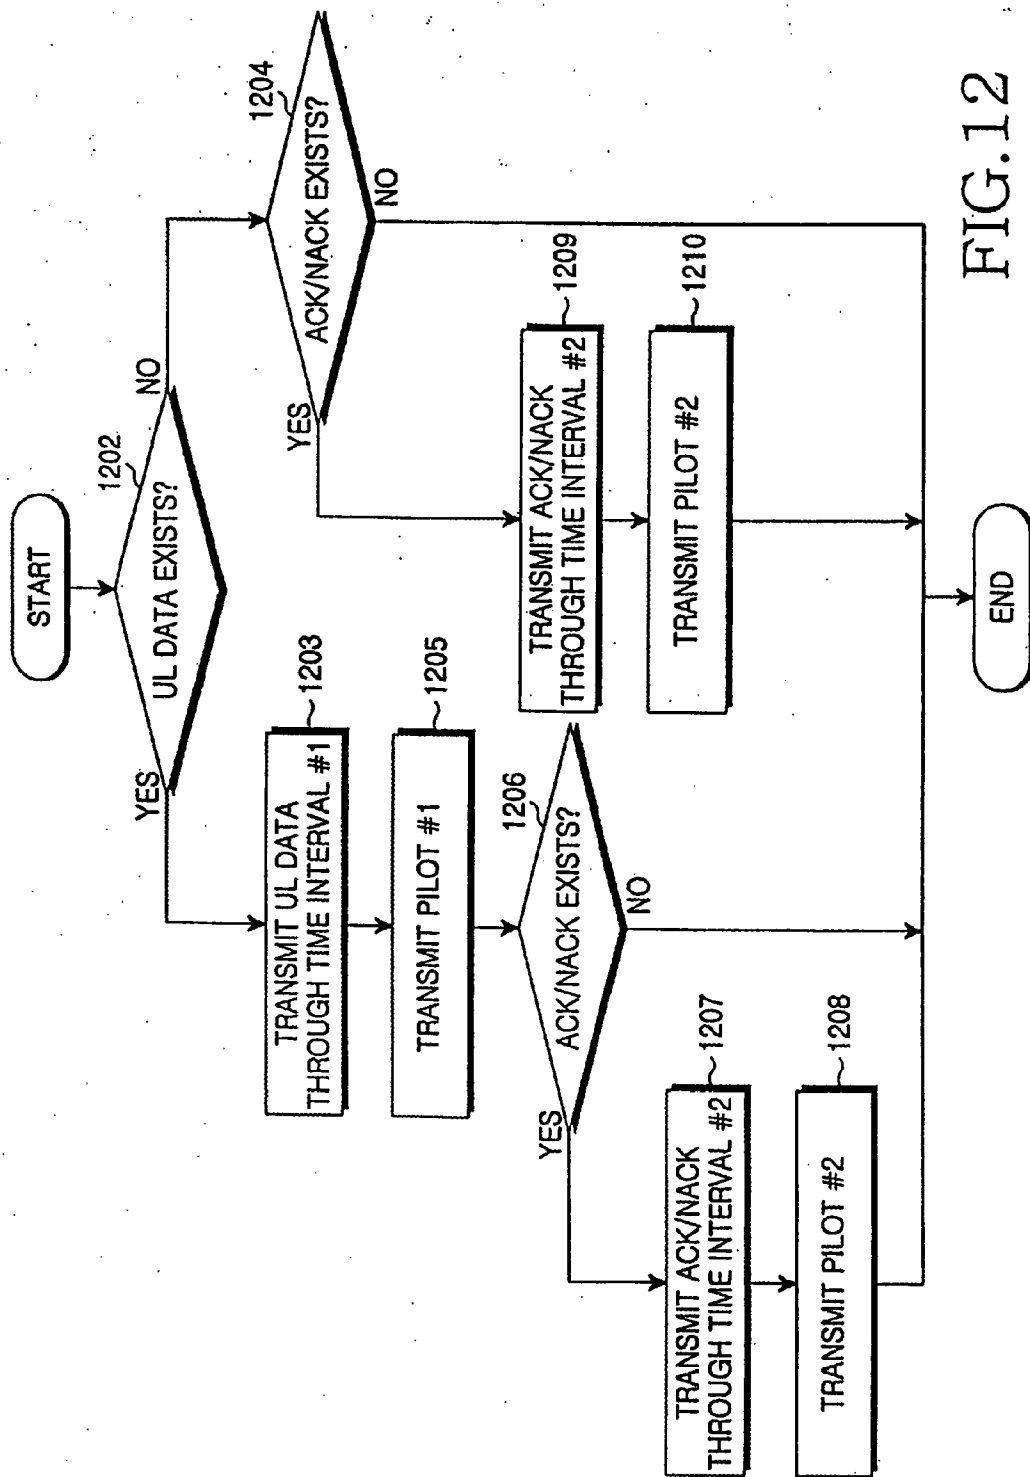 START
UL DATA EXISTS?
1202
YES
NO
TRANSMIT UL DATA
THROUGH TIME INTERVAL #1
1203
TRANSMIT PILOT #1
1205
ACK/NACK EXISTS?
1206
YES
NO
TRANSMIT ACK/NACK
THROUGH TIME INTERVAL #2
1207
TRANSMIT PILOT #2
1208
ACK/NACK EXISTS?
1204
YES
NO
TRANSMIT ACK/NACK
THROUGH TIME INTERVAL #2
1209
TRANSMIT PILOT #2
1210
END
FIG.12